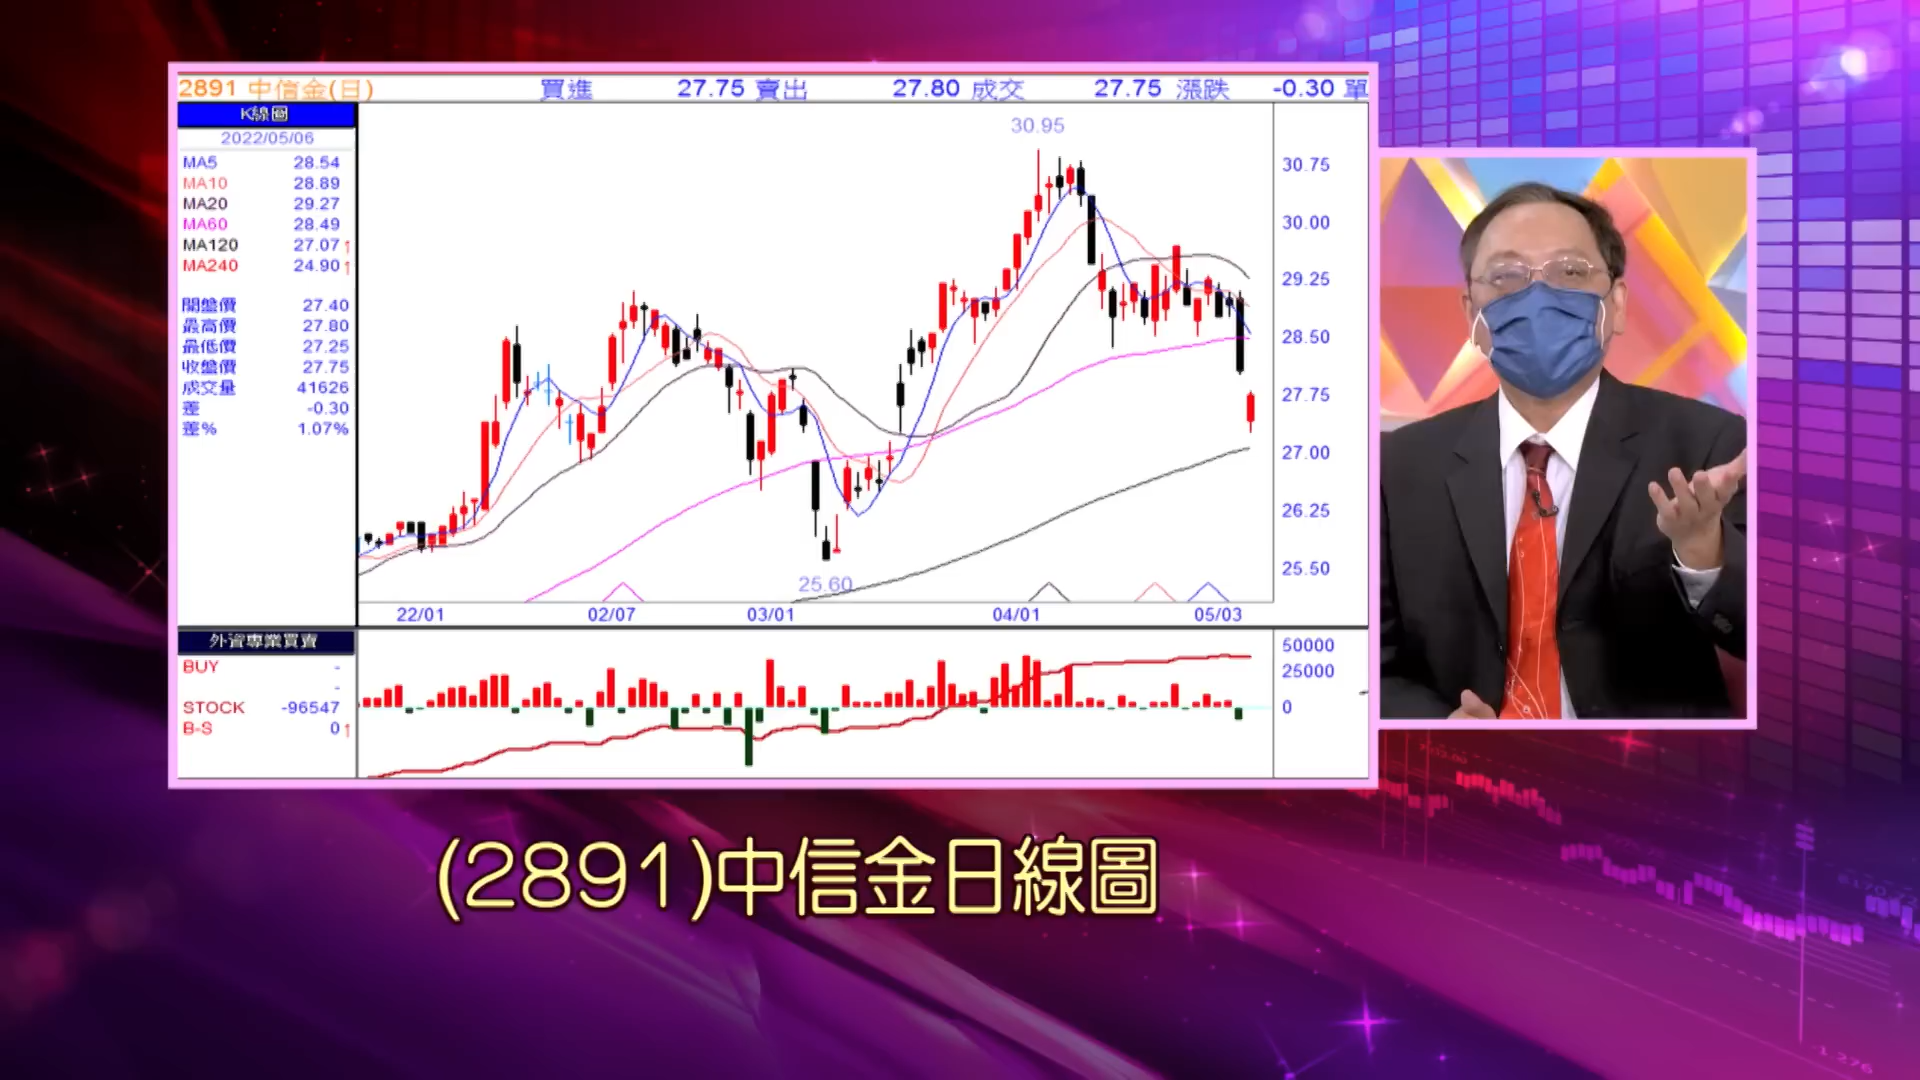 2891 中信金(日) 買進 27.75 賣出 27.80 成交 27.75 漲跌 -0.30 單
K線圖
2022/05/06
MA5 28.54
MA10 28.89
MA20 29.27
MA60 28.49
MA120 27.07↑
MA240 24.90↑
開盤價 27.40
最高價 27.80
最低價 27.25
收盤價 27.75
成交量 41626
差 -0.30
差% 1.07%
30.95
25.60
30.75
30.00
29.25
28.50
27.75
27.00
26.25
25.50
22/01 02/07 03/01 04/01 05/03
外資專業買賣
BUY -
-
STOCK -96547
B-S 0↑
50000
25000
0
(2891)中信金日線圖